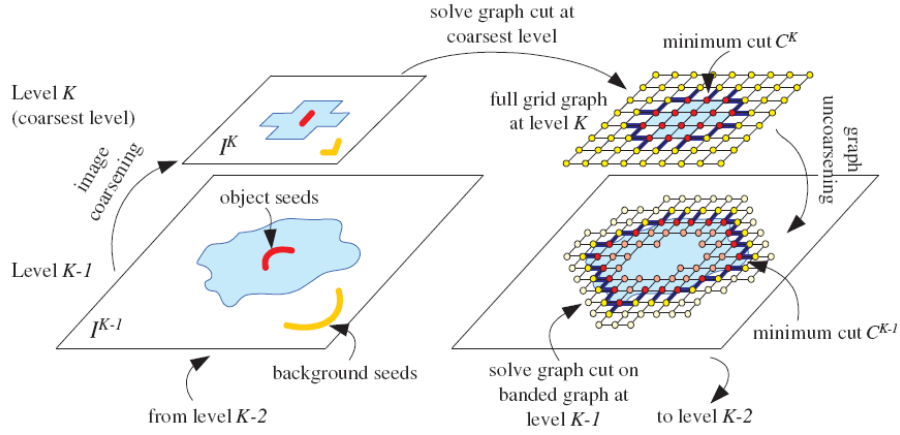 solve graph cut at
coarsest level
minimum cut C^K
Level K
(coarsest level)
full grid graph
at level K
I^K
image
coarsening
graph
uncoarsening
object seeds
Level K-1
I^K-1
minimum cut C^K-1
background seeds
solve graph cut on
banded graph at
level K-1
from level K-2
to level K-2